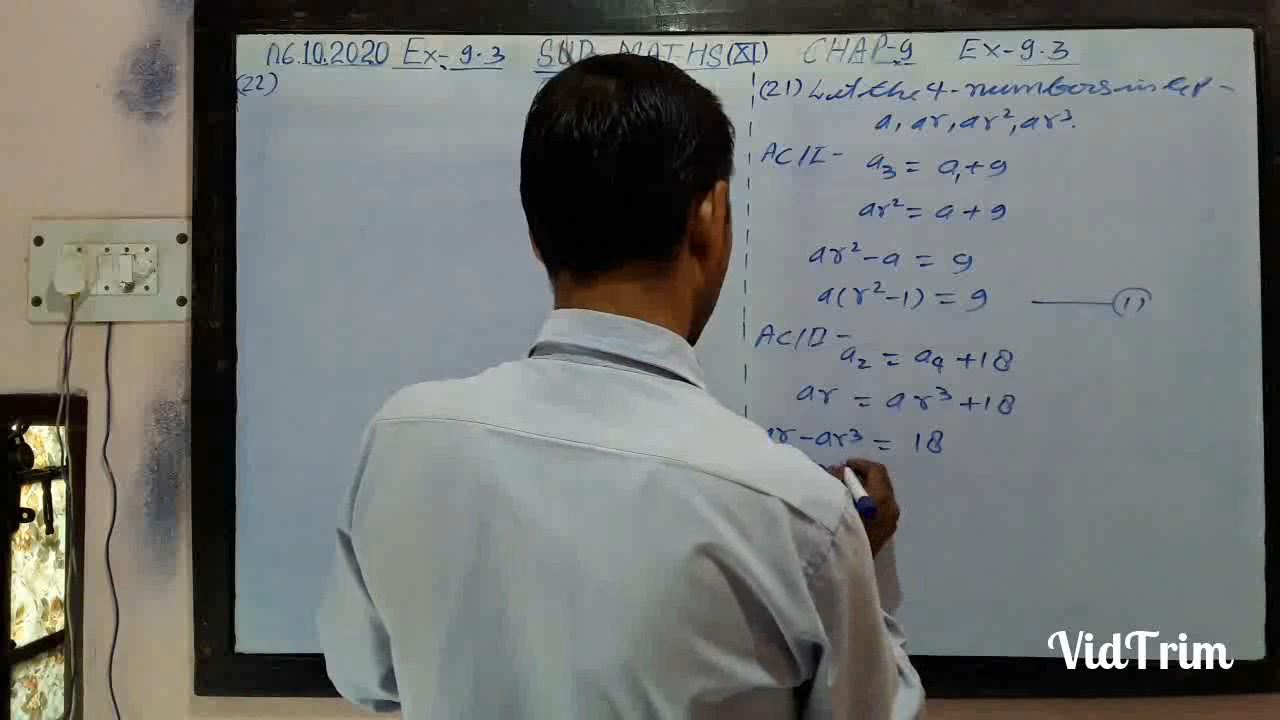 06.10.2020 Ex-9.3 MATHS(XI) CHAP-9 Ex-9.3
(22)
(21) Let the 4-numbers in GP-
a, ar, ar², ar³.
AC/I- a₃ = a₁+9
ar² = a+9
ar²-a = 9
a(r²-1) = 9 —— (1)
AC/II-
a₂ = a₄+18
ar = ar³+18
ar-ar³ = 18
VidTrim